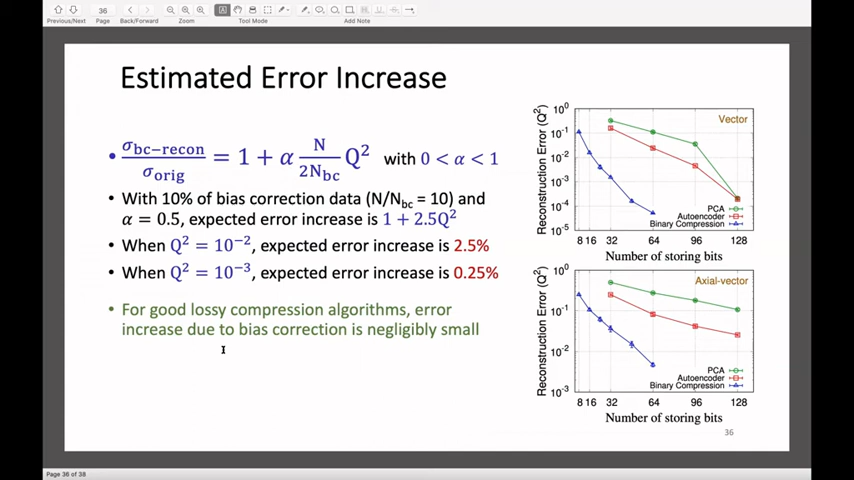 36
Previous/Next
Page
Back/Forward
Zoom
Tool Mode
Add Note
Estimated Error Increase
• σbc−recon / σorig = 1 + α N / 2Nbc Q² with 0 < α < 1
• With 10% of bias correction data (N/Nbc = 10) and
α = 0.5, expected error increase is 1 + 2.5Q²
• When Q² = 10⁻², expected error increase is 2.5%
• When Q² = 10⁻³, expected error increase is 0.25%
• For good lossy compression algorithms, error
increase due to bias correction is negligibly small
Reconstruction Error (Q²)
10⁰
10⁻¹
10⁻²
10⁻³
10⁻⁴
10⁻⁵
Vector
PCA
Autoencoder
Binary Compression
8 16 32 64 96 128
Number of storing bits
Reconstruction Error (Q²)
10⁰
10⁻¹
10⁻²
10⁻³
Axial-vector
PCA
Autoencoder
Binary Compression
8 16 32 64 96 128
Number of storing bits
36
Page 36 of 38